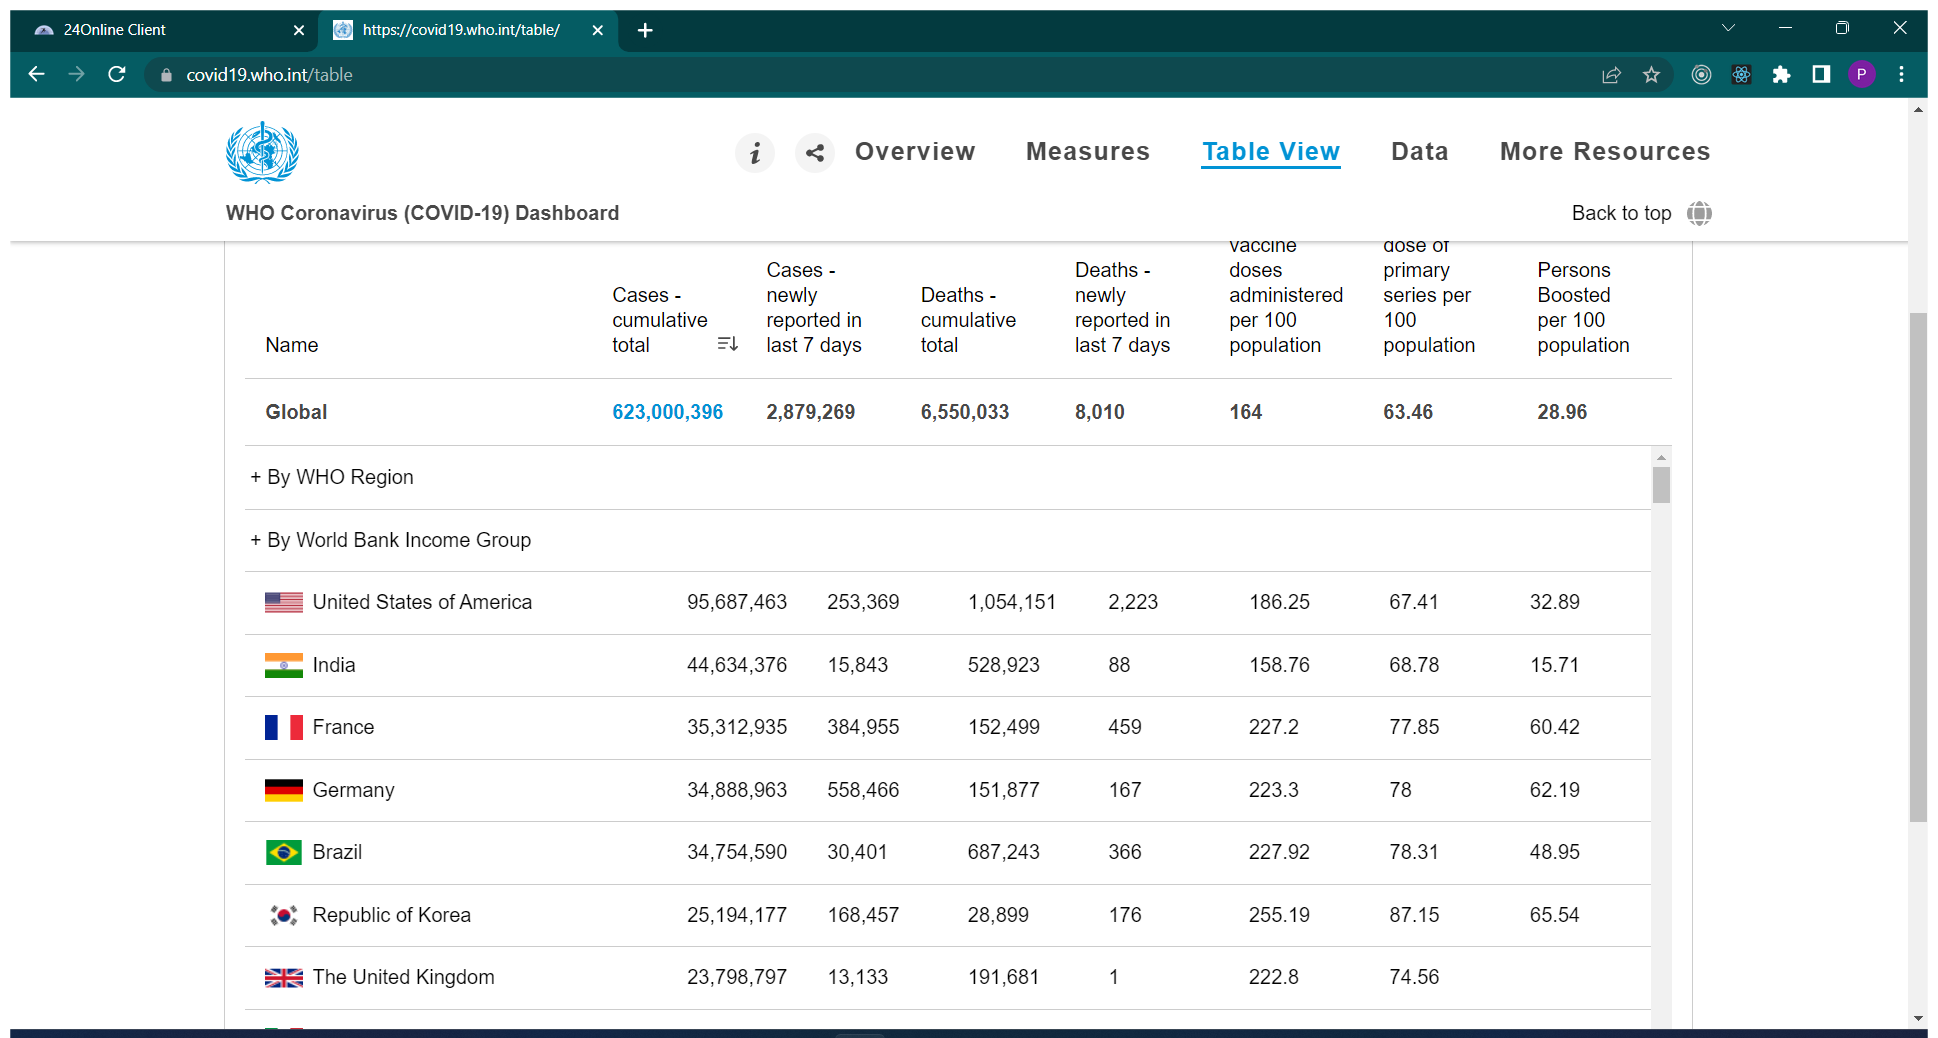 24Online Client
https://covid19.who.int/table/
covid19.who.int/table
P
i
Overview
Measures
Table View
Data
More Resources
WHO Coronavirus (COVID-19) Dashboard
Back to top
Name
Cases -
cumulative
total
Cases -
newly
reported in
last 7 days
Deaths -
cumulative
total
Deaths -
newly
reported in
last 7 days
vaccine
doses
administered
per 100
population
dose of
primary
series per
100
population
Persons
Boosted
per 100
population
Global 623,000,396 2,879,269 6,550,033 8,010 164 63.46 28.96
+ By WHO Region
+ By World Bank Income Group
United States of America 95,687,463 253,369 1,054,151 2,223 186.25 67.41 32.89
India 44,634,376 15,843 528,923 88 158.76 68.78 15.71
France 35,312,935 384,955 152,499 459 227.2 77.85 60.42
Germany 34,888,963 558,466 151,877 167 223.3 78 62.19
Brazil 34,754,590 30,401 687,243 366 227.92 78.31 48.95
Republic of Korea 25,194,177 168,457 28,899 176 255.19 87.15 65.54
The United Kingdom 23,798,797 13,133 191,681 1 222.8 74.56